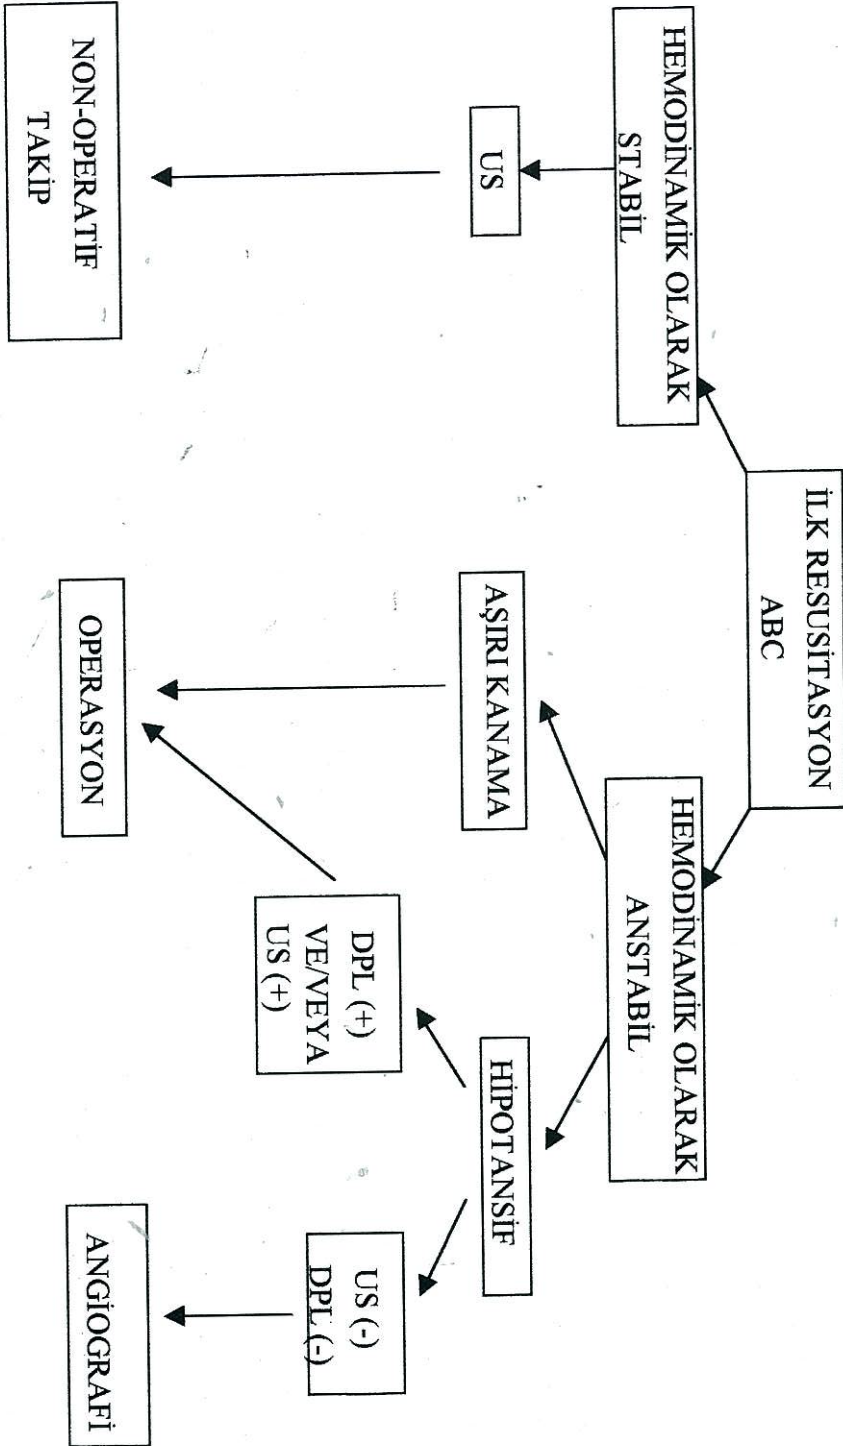 İLK RESUSİTASYON
ABC
HEMODİNAMİK OLARAK
STABİL
HEMODİNAMİK OLARAK
ANSTABİL
US
AŞIRI KANAMA
HİPOTANSİF
DPL (+)
VE/VEYA
US (+)
US (-)
DPL (-)
NON-OPERATİF
TAKİP
OPERASYON
ANGİOGRAFİ